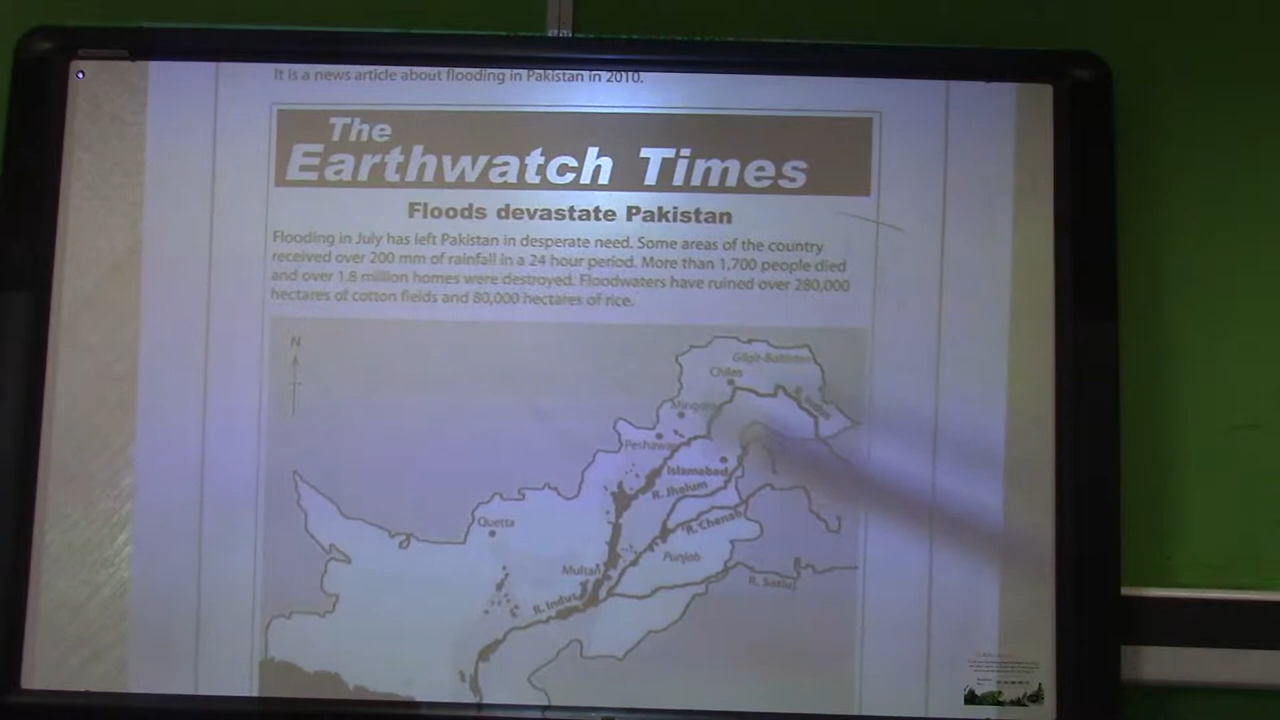 It is a news article about flooding in Pakistan in 2010.
The
Earthwatch Times
Floods devastate Pakistan
Flooding in July has left Pakistan in desperate need. Some areas of the country
received over 200 mm of rainfall in a 24 hour period. More than 1,700 people died
and over 1.8 million homes were destroyed. Floodwaters have ruined over 280,000
hectares of cotton fields and 80,000 hectares of rice.
N
Gilgit-Baltistan
Chilas
Mingora
Peshawar
Islamabad
R. Jhelum
Quetta
R. Chenab
Punjab
Multan
R. Sutlej
R. Indus